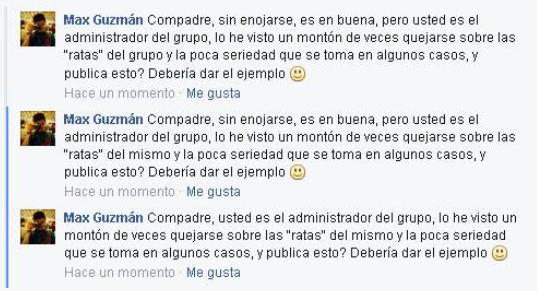 Max Guzmán Compadre, sin enojarse, es en buena, pero usted es el
administrador del grupo, lo he visto un montón de veces quejarse sobre las
"ratas" del grupo y la poca seriedad que se toma en algunos casos, y
publica esto? Debería dar el ejemplo
Hace un momento · Me gusta
Max Guzmán Compadre, sin enojarse, es en buena, pero usted es el
administrador del grupo, lo he visto un montón de veces quejarse sobre las
"ratas" del mismo y la poca seriedad que se toma en algunos casos, y
publica esto? Debería dar el ejemplo
Hace un momento · Me gusta
Max Guzmán Compadre, usted es el administrador del grupo, lo he visto un
montón de veces quejarse sobre las "ratas" del mismo y la poca seriedad
que se toma en algunos casos, y publica esto? Debería dar el ejemplo
Hace un momento · Me gusta